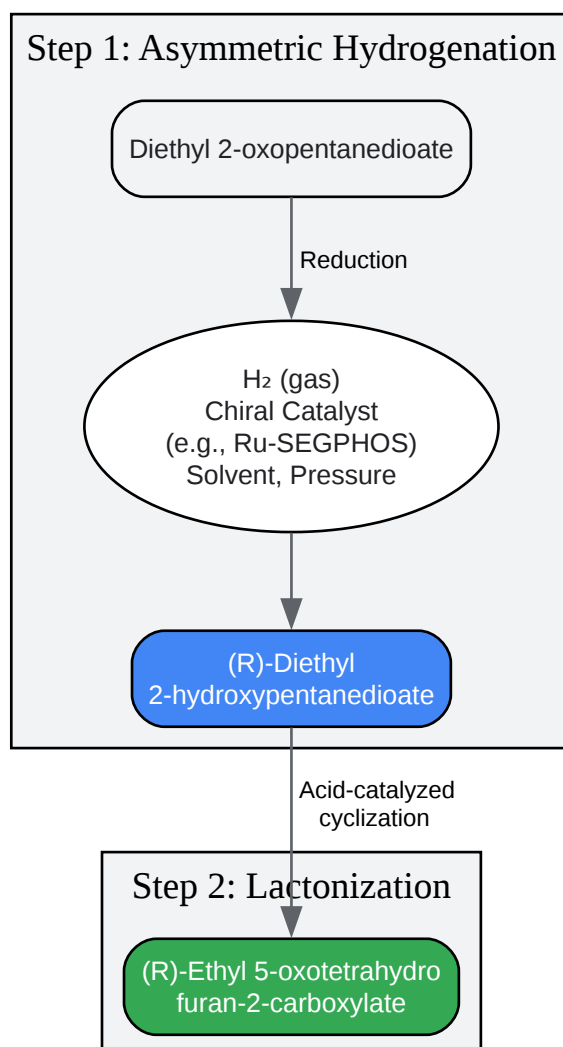 Step 1: Asymmetric Hydrogenation
Diethyl 2-oxopentanedioate
Reduction
H₂ (gas)
Chiral Catalyst
(e.g., Ru-SEGPHOS)
Solvent, Pressure
(R)-Diethyl
2-hydroxypentanedioate
Acid-catalyzed
cyclization
Step 2: Lactonization
(R)-Ethyl 5-oxotetrahydro
furan-2-carboxylate